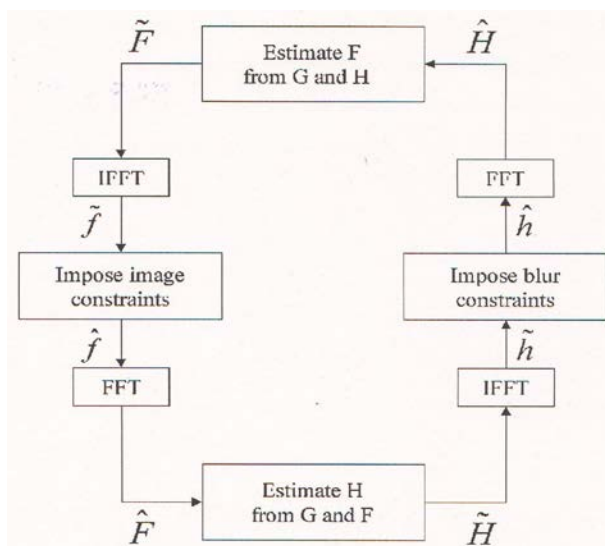 F̃
Estimate F
from G and H
Ĥ
IFFT
FFT
f̃
ĥ
Impose image
constraints
Impose blur
constraints
f̂
h̃
FFT
IFFT
Estimate H
from G and F
F̂
H̃